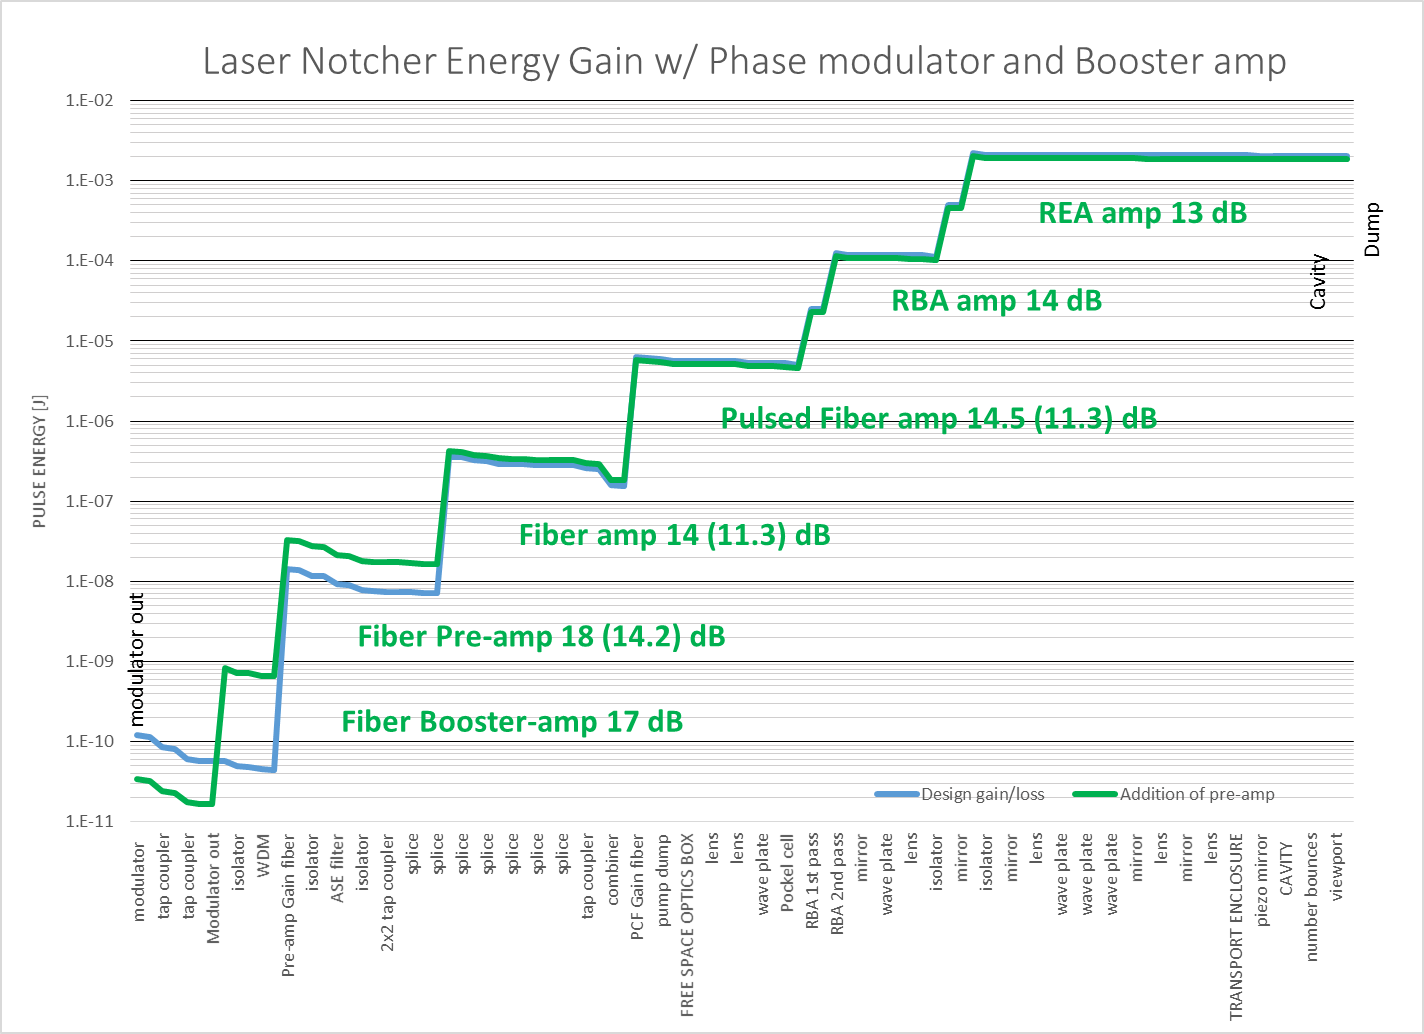 Laser Notcher Energy Gain w/ Phase modulator and Booster amp
PULSE ENERGY [J]
1.E-02
1.E-03
1.E-04
1.E-05
1.E-06
1.E-07
1.E-08
1.E-09
1.E-10
1.E-11
REA amp 13 dB
RBA amp 14 dB
Pulsed Fiber amp 14.5 (11.3) dB
Fiber amp 14 (11.3) dB
Fiber Pre-amp 18 (14.2) dB
Fiber Booster-amp 17 dB
modulator out
Cavity
Dump
Design gain/loss
Addition of pre-amp
modulator
tap coupler
tap coupler
Modulator out
isolator
WDM
Pre-amp Gain fiber
isolator
ASE filter
isolator
2x2 tap coupler
splice
splice
splice
splice
splice
splice
splice
tap coupler
combiner
PCF Gain fiber
pump dump
FREE SPACE OPTICS BOX
lens
lens
wave plate
Pockel cell
RBA 1st pass
RBA 2nd pass
mirror
wave plate
lens
isolator
mirror
isolator
mirror
lens
wave plate
wave plate
wave plate
mirror
lens
mirror
lens
TRANSPORT ENCLOSURE
piezo mirror
CAVITY
number bounces
viewport